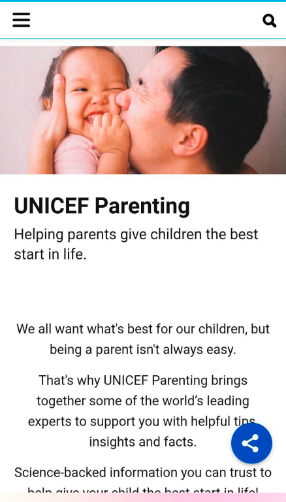 UNICEF Parenting
Helping parents give children the best
start in life.
We all want what's best for our children, but
being a parent isn't always easy.
That's why UNICEF Parenting brings
together some of the world's leading
experts to support you with helpful tips,
insights and facts.
Science-backed information you can trust to
help give your child the best start in life!